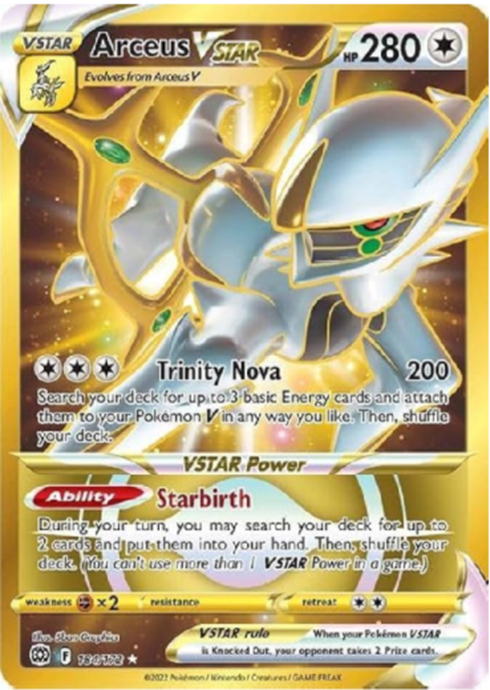 VSTAR Arceus VSTAR HP 280
Evolves from Arceus V
Trinity Nova 200
Search your deck for up to 3 basic Energy cards and attach
them to your Pokémon V in any way you like. Then, shuffle
your deck.
VSTAR Power
Ability Starbirth
During your turn, you may search your deck for up to
2 cards and put them into your hand. Then, shuffle your
deck. (You can't use more than 1 VSTAR Power in a game.)
weakness ×2 resistance retreat
Illus.
VSTAR rule When your Pokémon VSTAR
is Knocked Out, your opponent takes 2 Prize cards.
F /172
©2022 Pokémon / Nintendo / Creatures / GAME FREAK